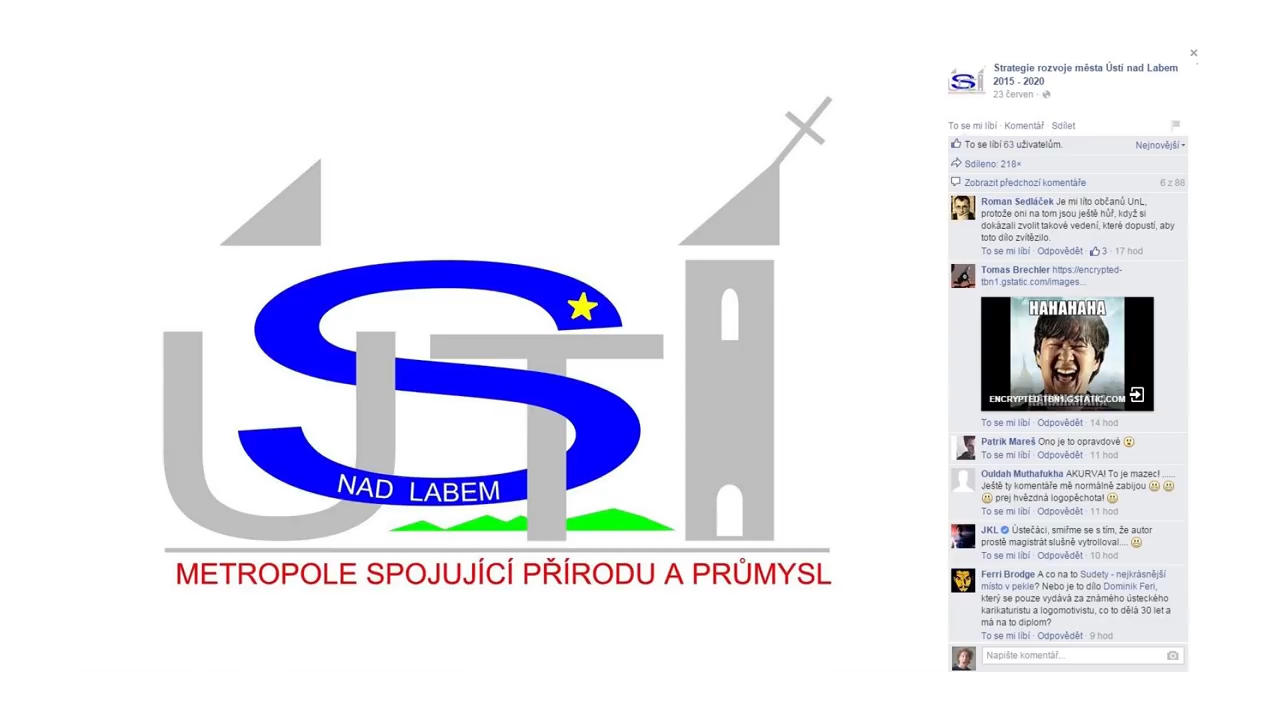 ÚSTÍ
NAD LABEM
METROPOLE SPOJUJÍCÍ PŘÍRODU A PRŮMYSL
Strategie rozvoje města Ústí nad Labem
2015 - 2020
23 červen ·
To se mi líbí · Komentář · Sdílet
To se líbí 63 uživatelům.
Nejnovější
Sdíleno: 218×
Zobrazit předchozí komentáře
6 z 88
Roman Sedláček Je mi líto občanů UnL,
protože oni na tom jsou ještě hůř, když si
dokázali zvolit takové vedení, které dopustí, aby
toto dílo zvítězilo.
To se mi líbí · Odpovědět · 3 · 17 hod
Tomas Brechler https://encrypted-
tbn1.gstatic.com/images...
HAHAHAHA
ENCRYPTED-TBN1.GSTATIC.COM
To se mi líbí · Odpovědět · 14 hod
Patrik Mareš Ono je to opravdové
To se mi líbí · Odpovědět · 11 hod
Ouldah Muthafukha AKURVA! To je mazec! ......
Ještě ty komentáře mě normálně zabijou
prej hvězdná logopěchota!
To se mi líbí · Odpovědět · 11 hod
JKL Ústečáci, smiřme se s tím, že autor
prostě magistrát slušně vytrolloval....
To se mi líbí · Odpovědět · 10 hod
Ferri Brodge A co na to Sudety - nejkrásnější
místo v pekle? Nebo je to dílo Dominik Feri,
který se pouze vydává za známého ústeckého
karikaturistu a logomotivistu, co to dělá 30 let a
má na to diplom?
To se mi líbí · Odpovědět · 9 hod
Napište komentář...